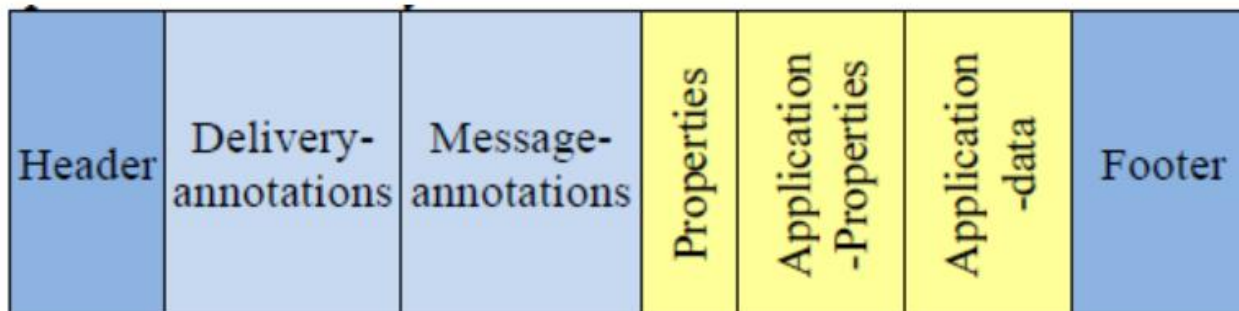 Header
Delivery-
annotations
Message-
annotations
Properties
Application
-Properties
Application
-data
Footer